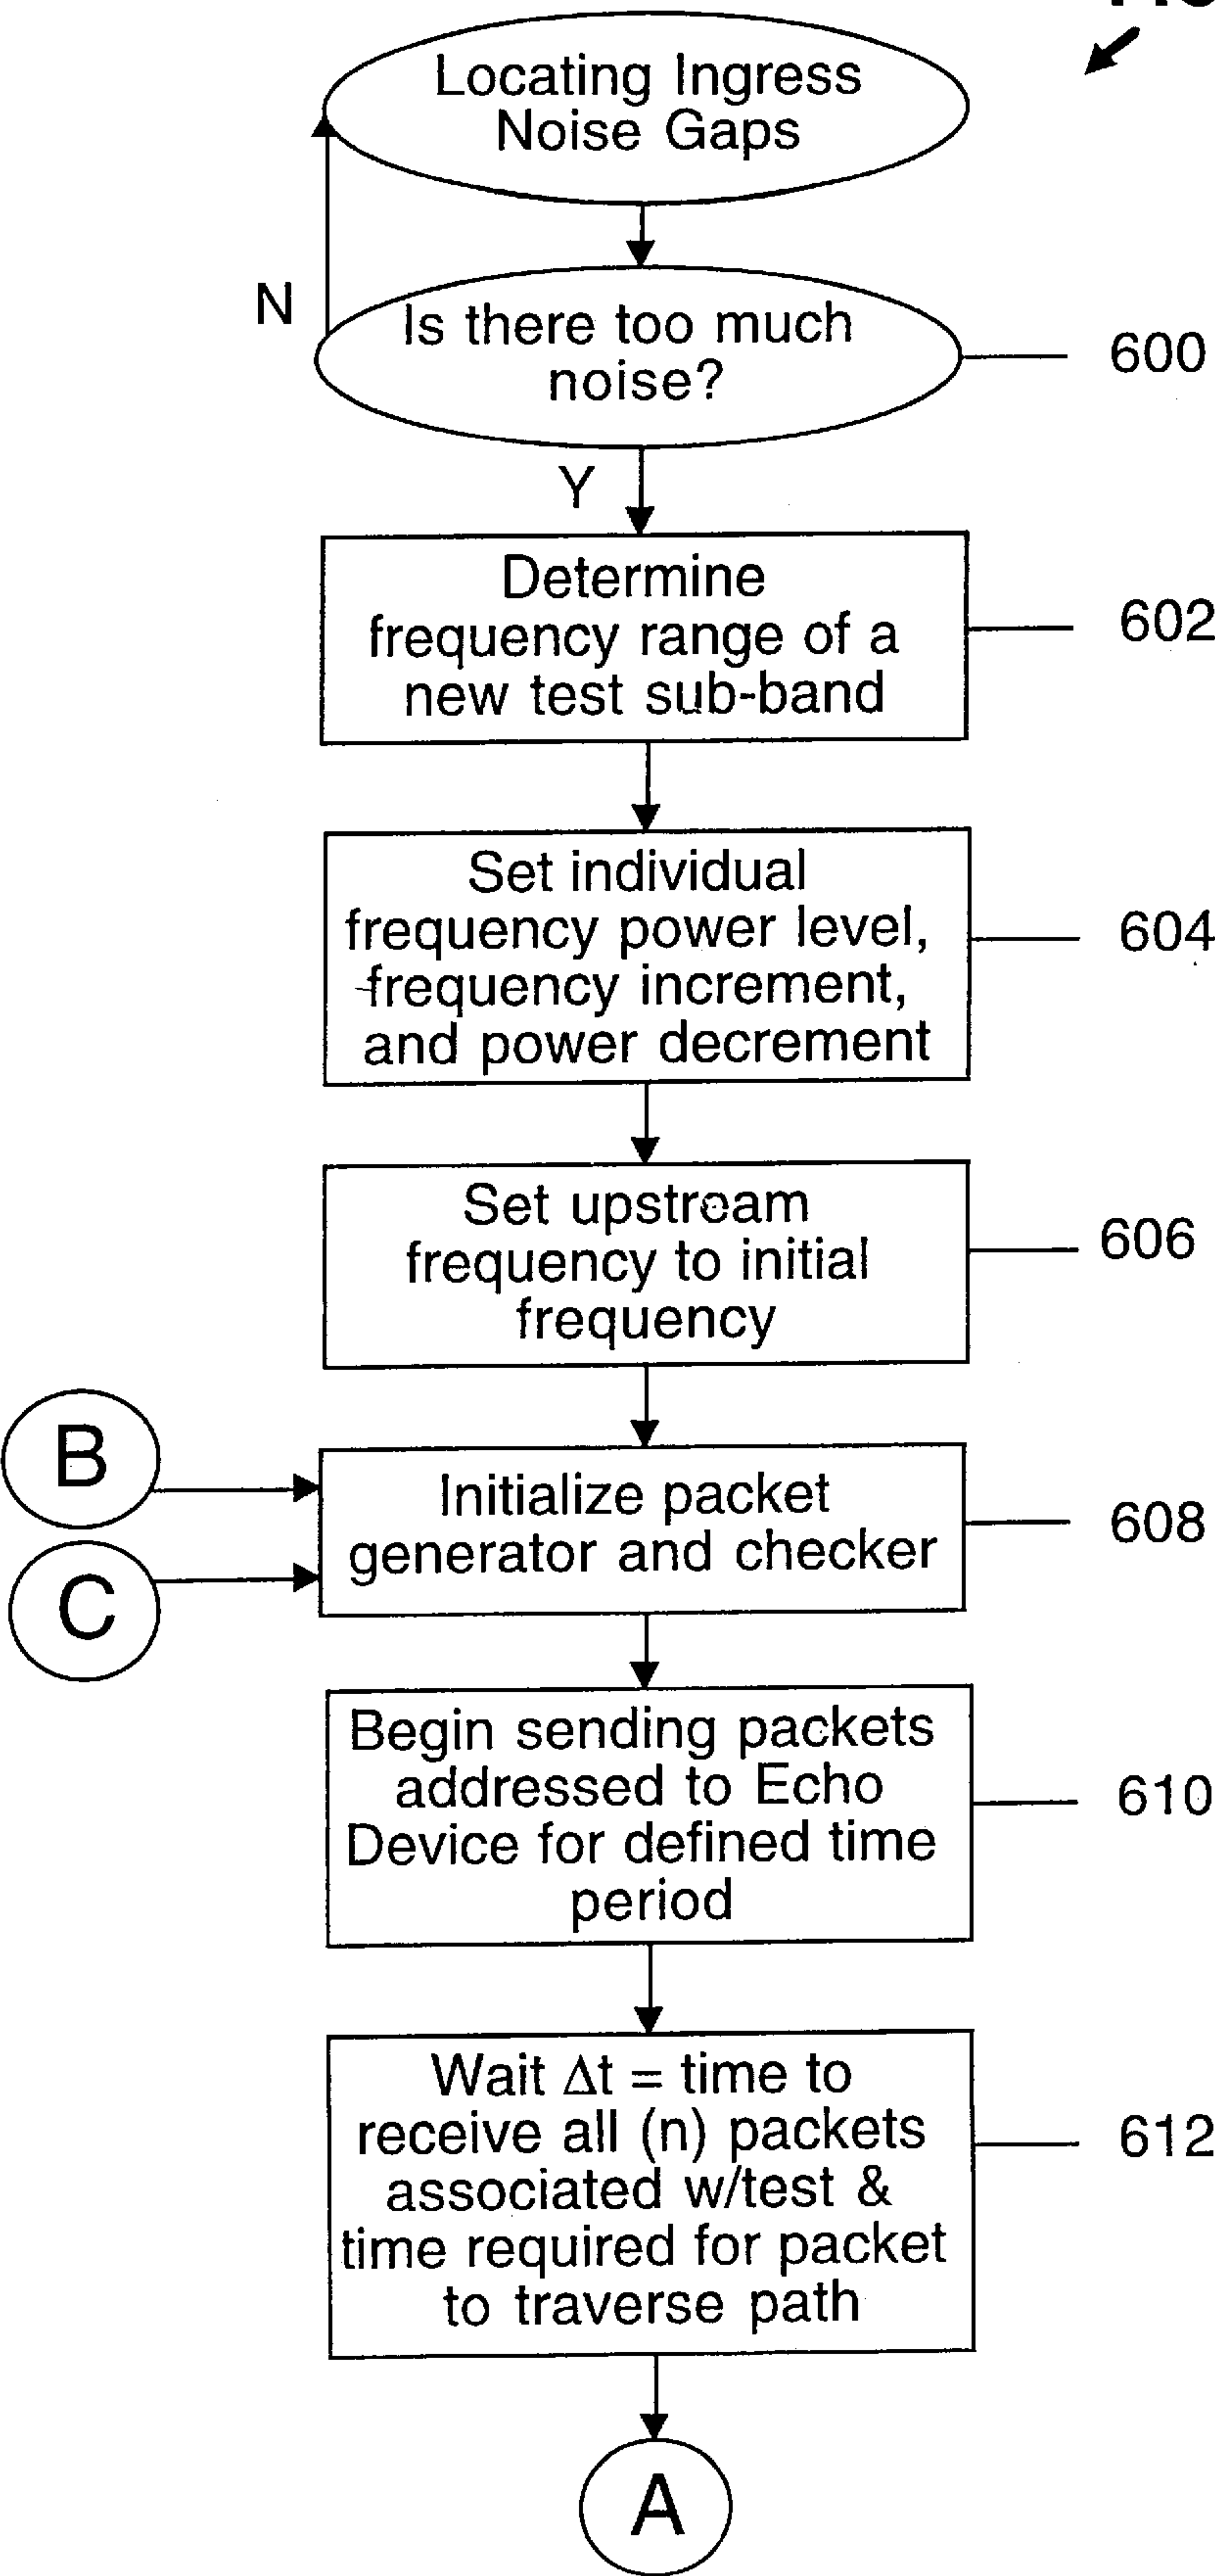 Locating Ingress
Noise Gaps
N
Is there too much
noise?
600
Y
Determine
frequency range of a
new test sub-band
602
Set individual
frequency power level,
frequency increment,
and power decrement
604
Set upstream
frequency to initial
frequency
606
B
C
Initialize packet
generator and checker
608
Begin sending packets
addressed to Echo
Device for defined time
period
610
Wait Δt = time to
receive all (n) packets
associated w/test &
time required for packet
to traverse path
612
A